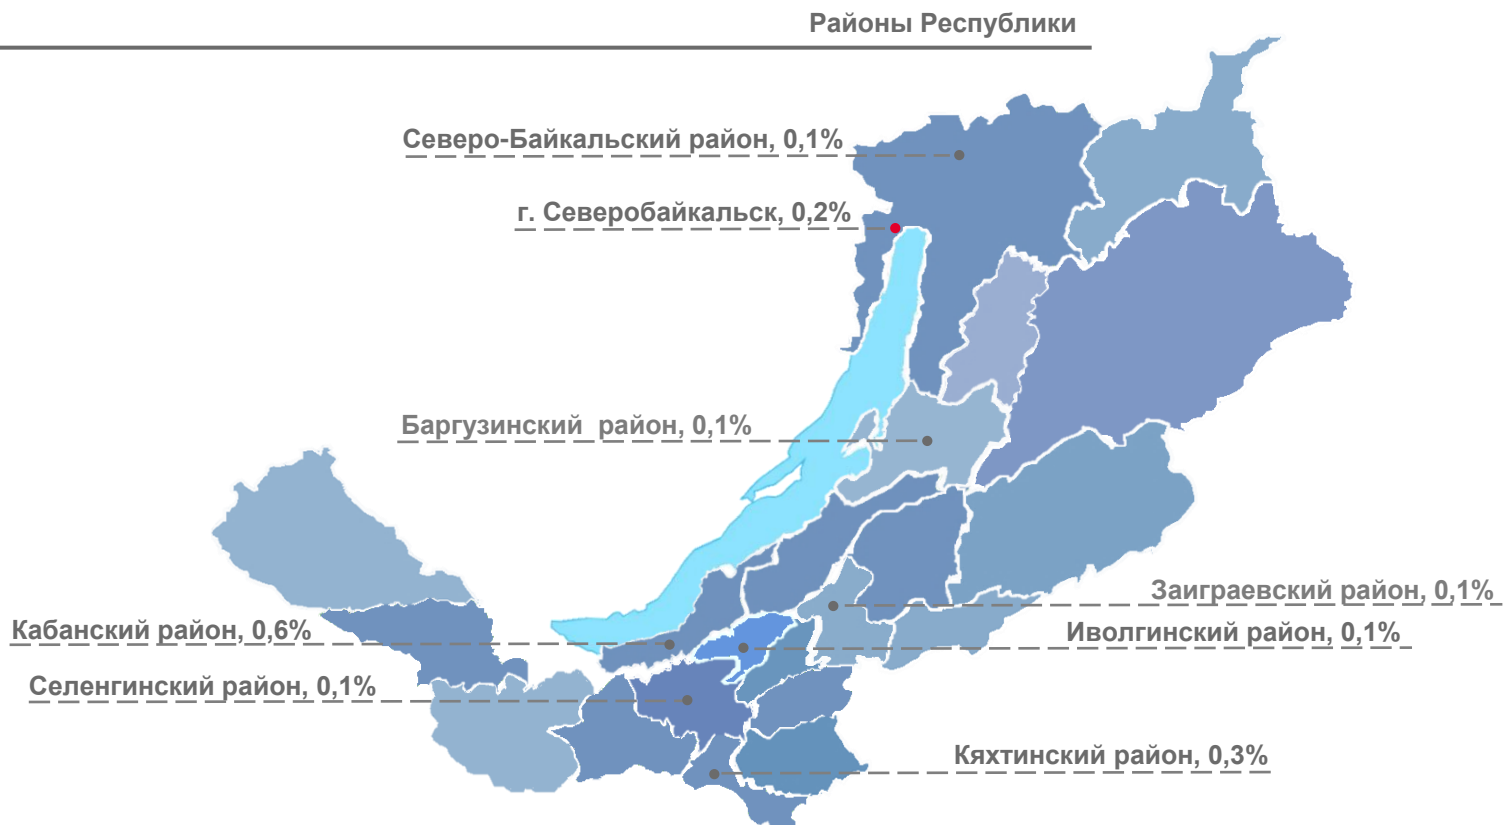 Районы Республики
Северо-Байкальский район, 0,1%
г. Северобайкальск, 0,2%
Баргузинский район, 0,1%
Заиграевский район, 0,1%
Кабанский район, 0,6%
Иволгинский район, 0,1%
Селенгинский район, 0,1%
Кяхтинский район, 0,3%